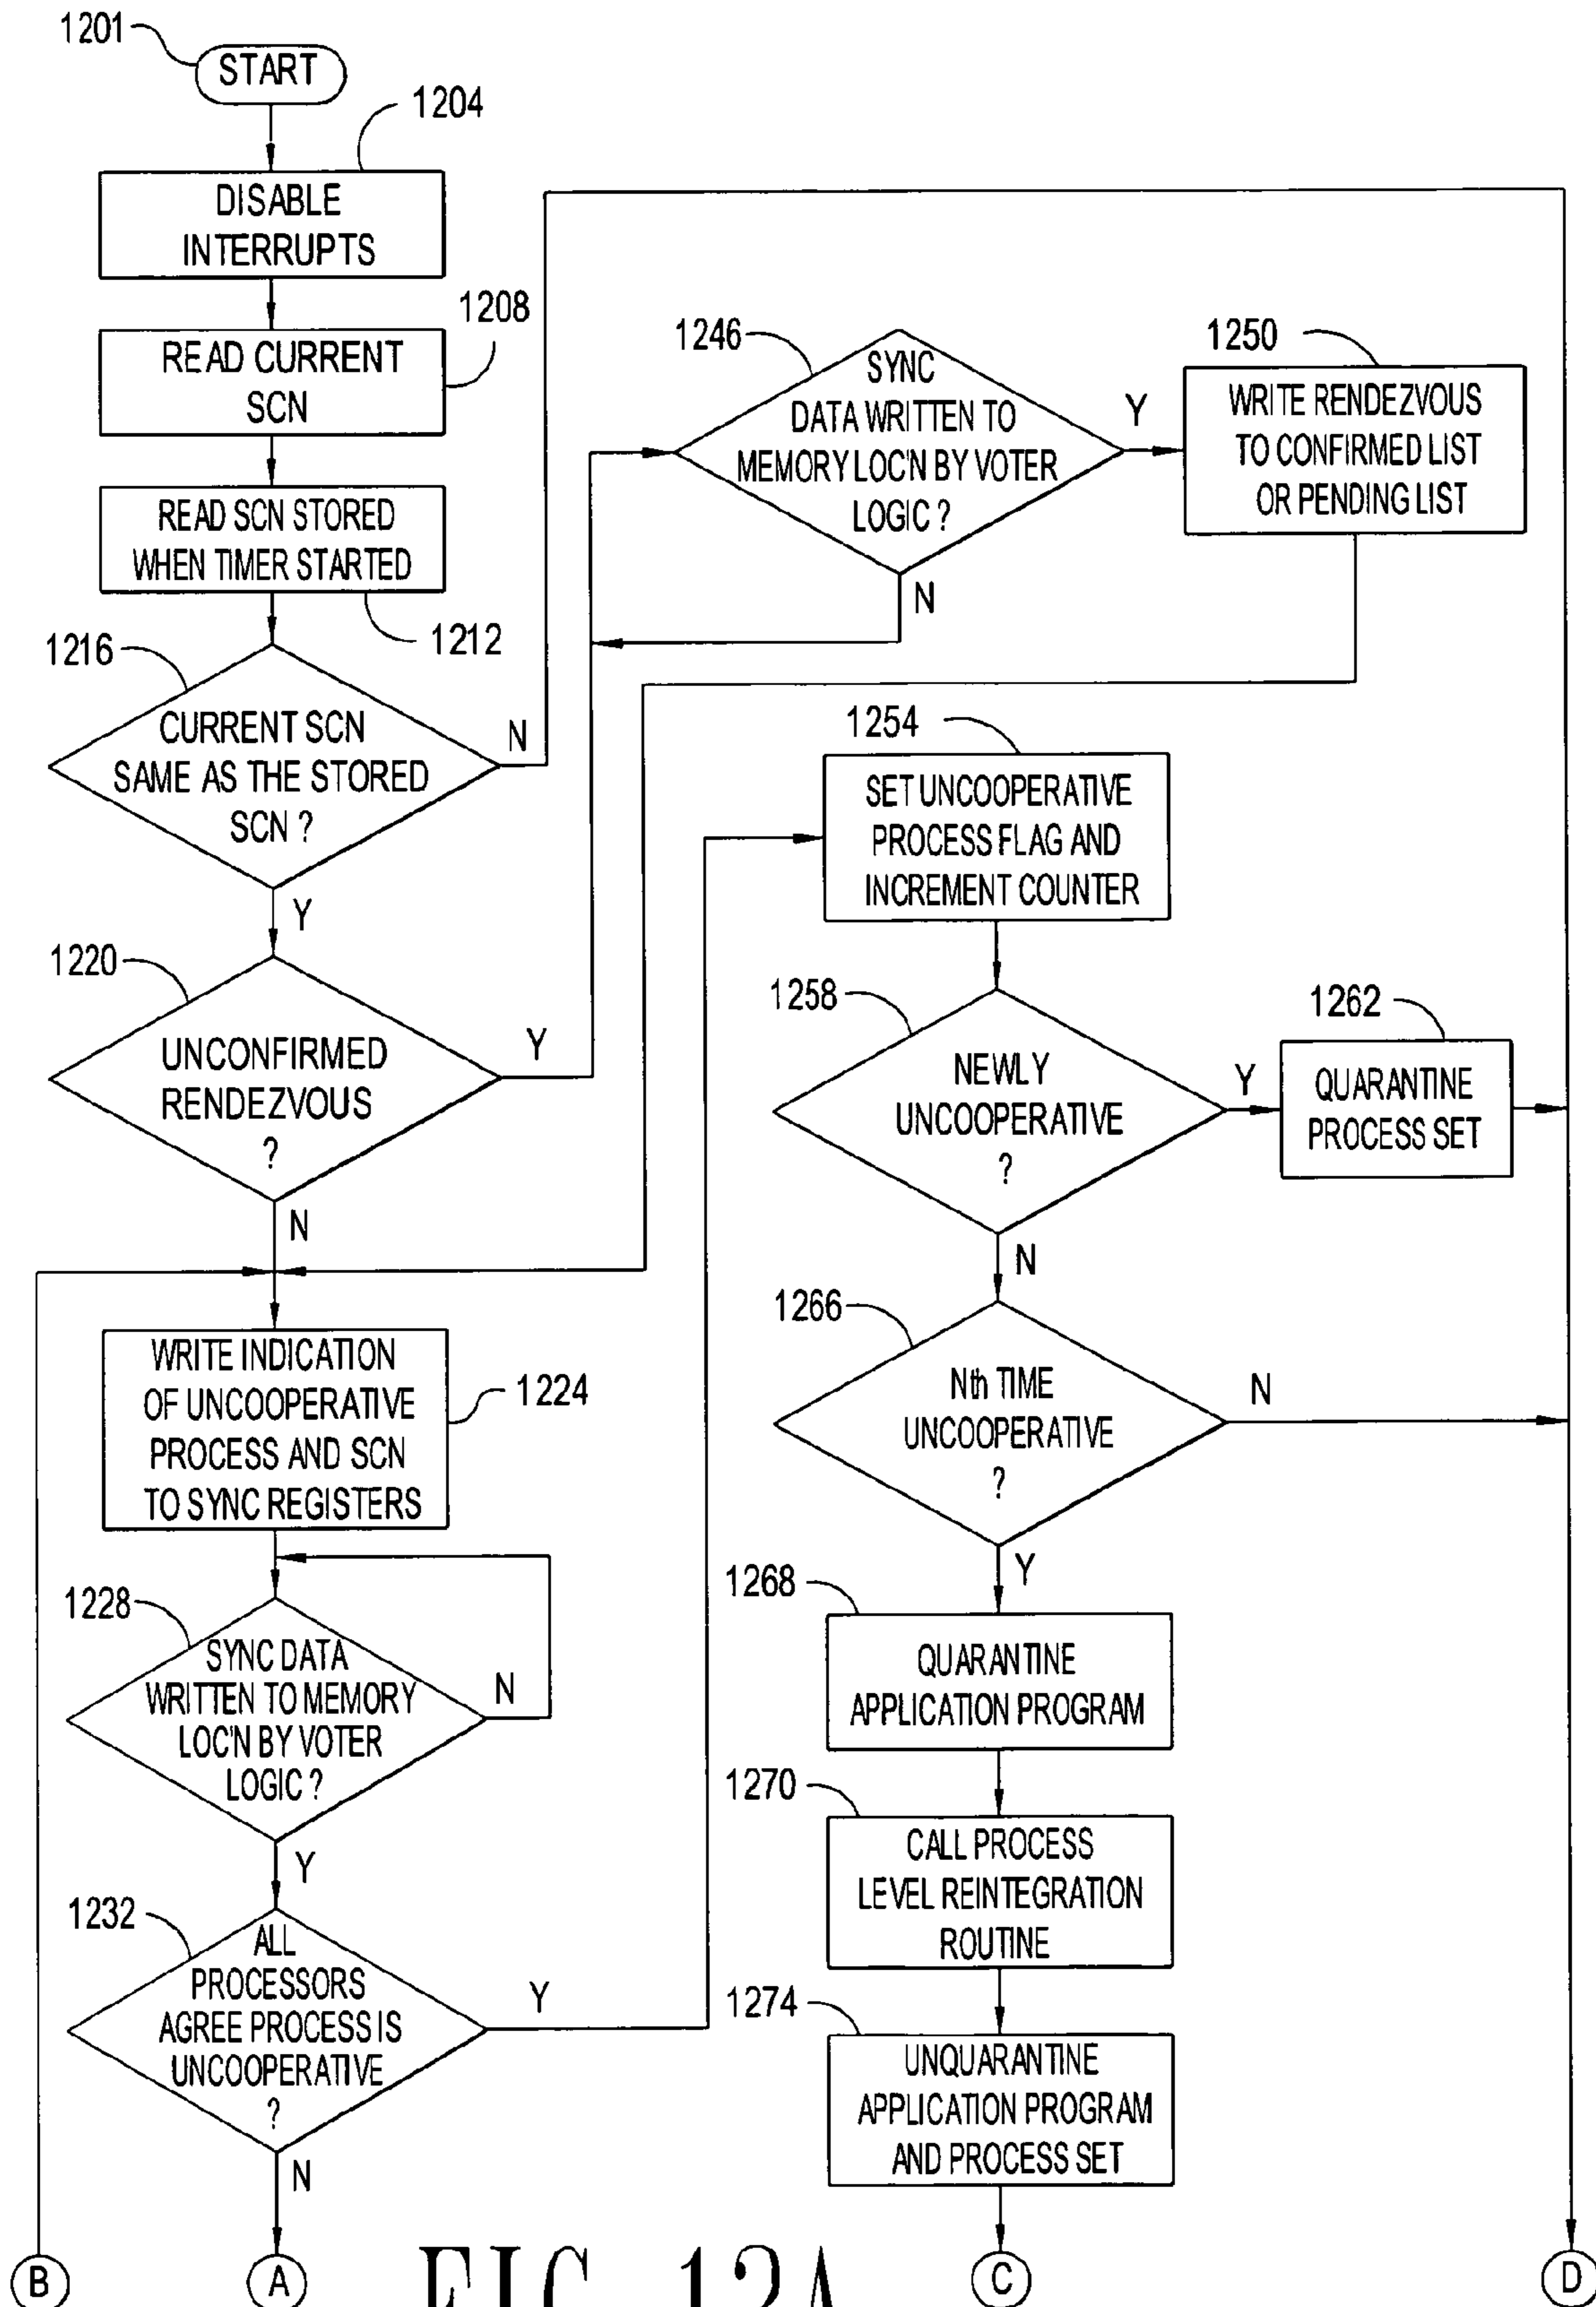 1201
START
1204
DISABLE
INTERRUPTS
1208
READ CURRENT
SCN
READ SCN STORED
WHEN TIMER STARTED
1212
1216
CURRENT SCN
SAME AS THE STORED
SCN ?
N
Y
1220
UNCONFIRMED
RENDEZVOUS
?
Y
N
WRITE INDICATION
OF UNCOOPERATIVE
PROCESS AND SCN
TO SYNC REGISTERS
1224
1228
SYNC DATA
WRITTEN TO MEMORY
LOC'N BY VOTER
LOGIC ?
N
Y
1232
ALL
PROCESSORS
AGREE PROCESS IS
UNCOOPERATIVE
?
Y
N
1246
SYNC
DATA WRITTEN TO
MEMORY LOC'N BY VOTER
LOGIC ?
Y
N
1250
WRITE RENDEZVOUS
TO CONFIRMED LIST
OR PENDING LIST
1254
SET UNCOOPERATIVE
PROCESS FLAG AND
INCREMENT COUNTER
1258
NEWLY
UNCOOPERATIVE
?
Y
N
1262
QUARANTINE
PROCESS SET
1266
Nth TIME
UNCOOPERATIVE
?
N
Y
1268
QUARANTINE
APPLICATION PROGRAM
1270
CALL PROCESS
LEVEL REINTEGRATION
ROUTINE
1274
UNQUARANTINE
APPLICATION PROGRAM
AND PROCESS SET
B
A
C
D
FIG. 12A